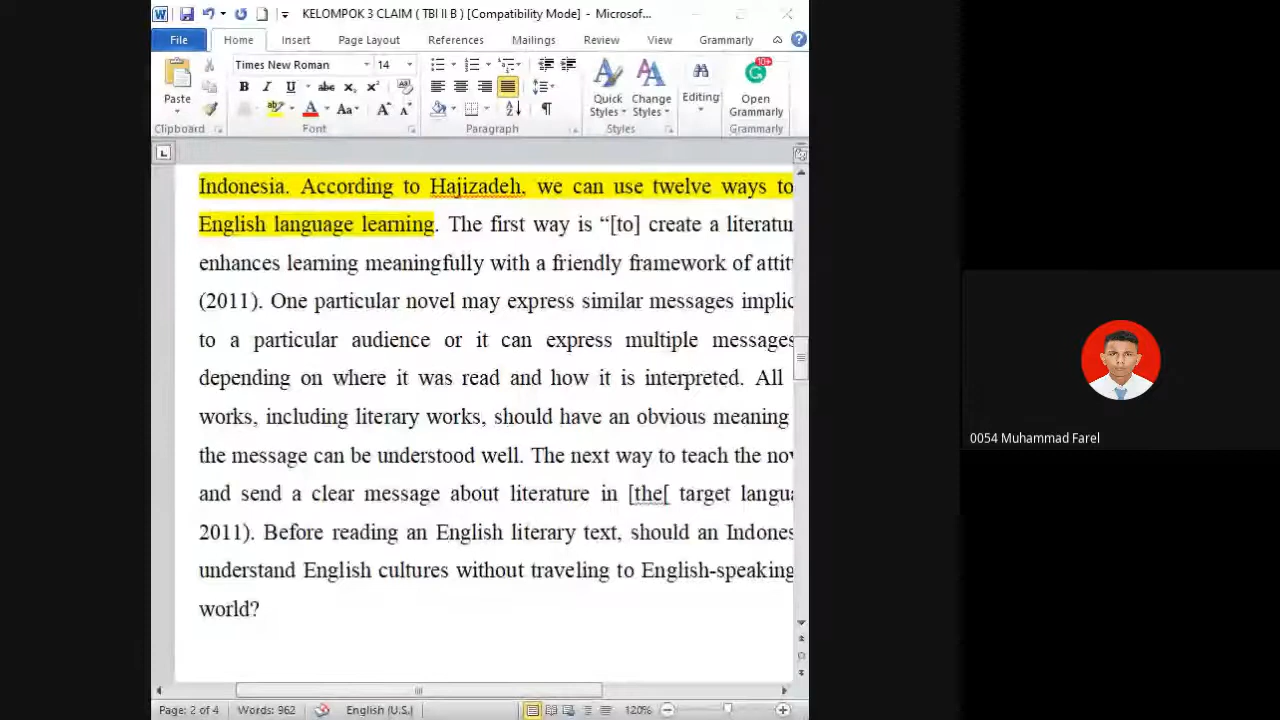 KELOMPOK 3 CLAIM ( TBI II B ) [Compatibility Mode] - Microsof...
File Home Insert Page Layout References Mailings Review View Grammarly
Times New Roman 14
Paste
B I U abc X₂ X² Aa A A
Quick Styles Change Styles Editing Open Grammarly
10+
Clipboard Font Paragraph Styles Grammarly
Indonesia. According to Hajizadeh, we can use twelve ways to
English language learning. The first way is “[to] create a
enhances learning meaningfully with a friendly framework of
(2011). One particular novel may express similar messages
to a particular audience or it can express multiple messages
depending on where it was read and how it is interpreted. All
works, including literary works, should have an obvious meaning
the message can be understood well. The next way to teach the
and send a clear message about literature in [the[ target
2011). Before reading an English literary text, should an
understand English cultures without traveling to English-speaking
world?
0054 Muhammad Farel
Page: 2 of 4 Words: 962 English (U.S.) 120%